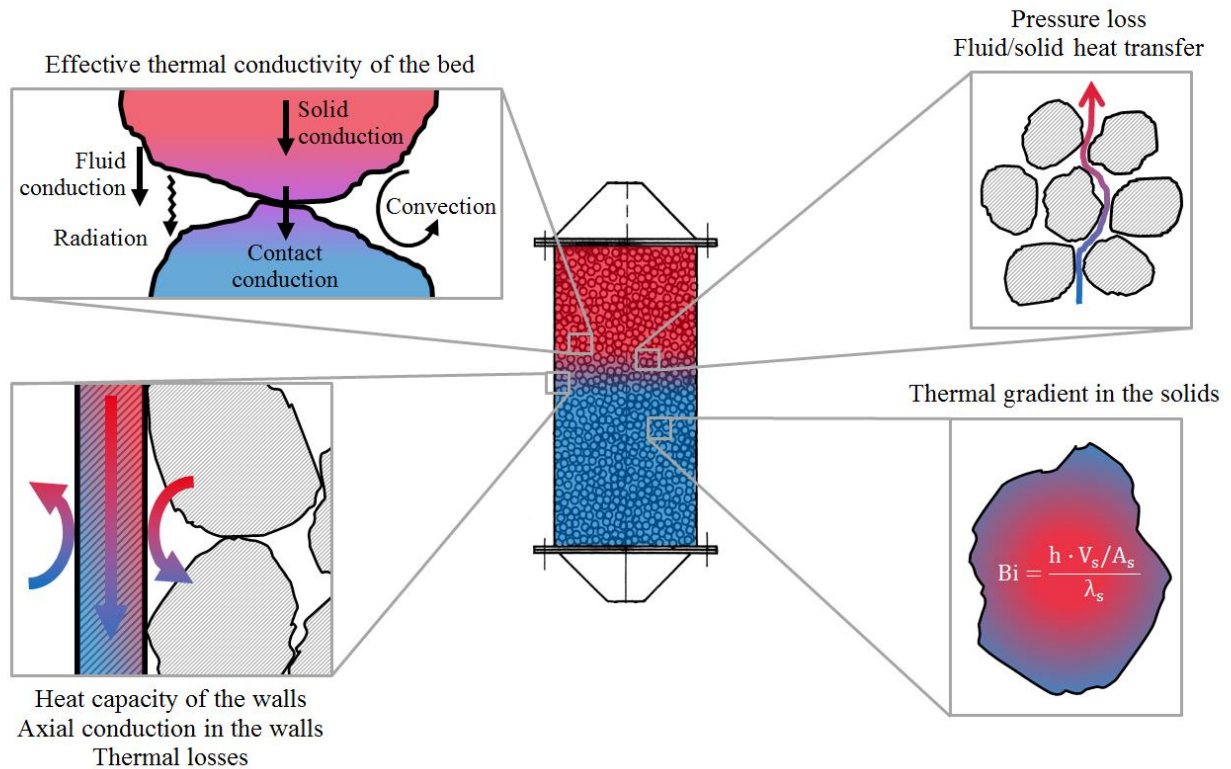 Effective thermal conductivity of the bed
Solid
conduction
Fluid
conduction
Radiation
Convection
Contact
conduction
Pressure loss
Fluid/solid heat transfer
Heat capacity of the walls
Axial conduction in the walls
Thermal losses
Thermal gradient in the solids
Bi = h · Vₛ/Aₛ
λₛ